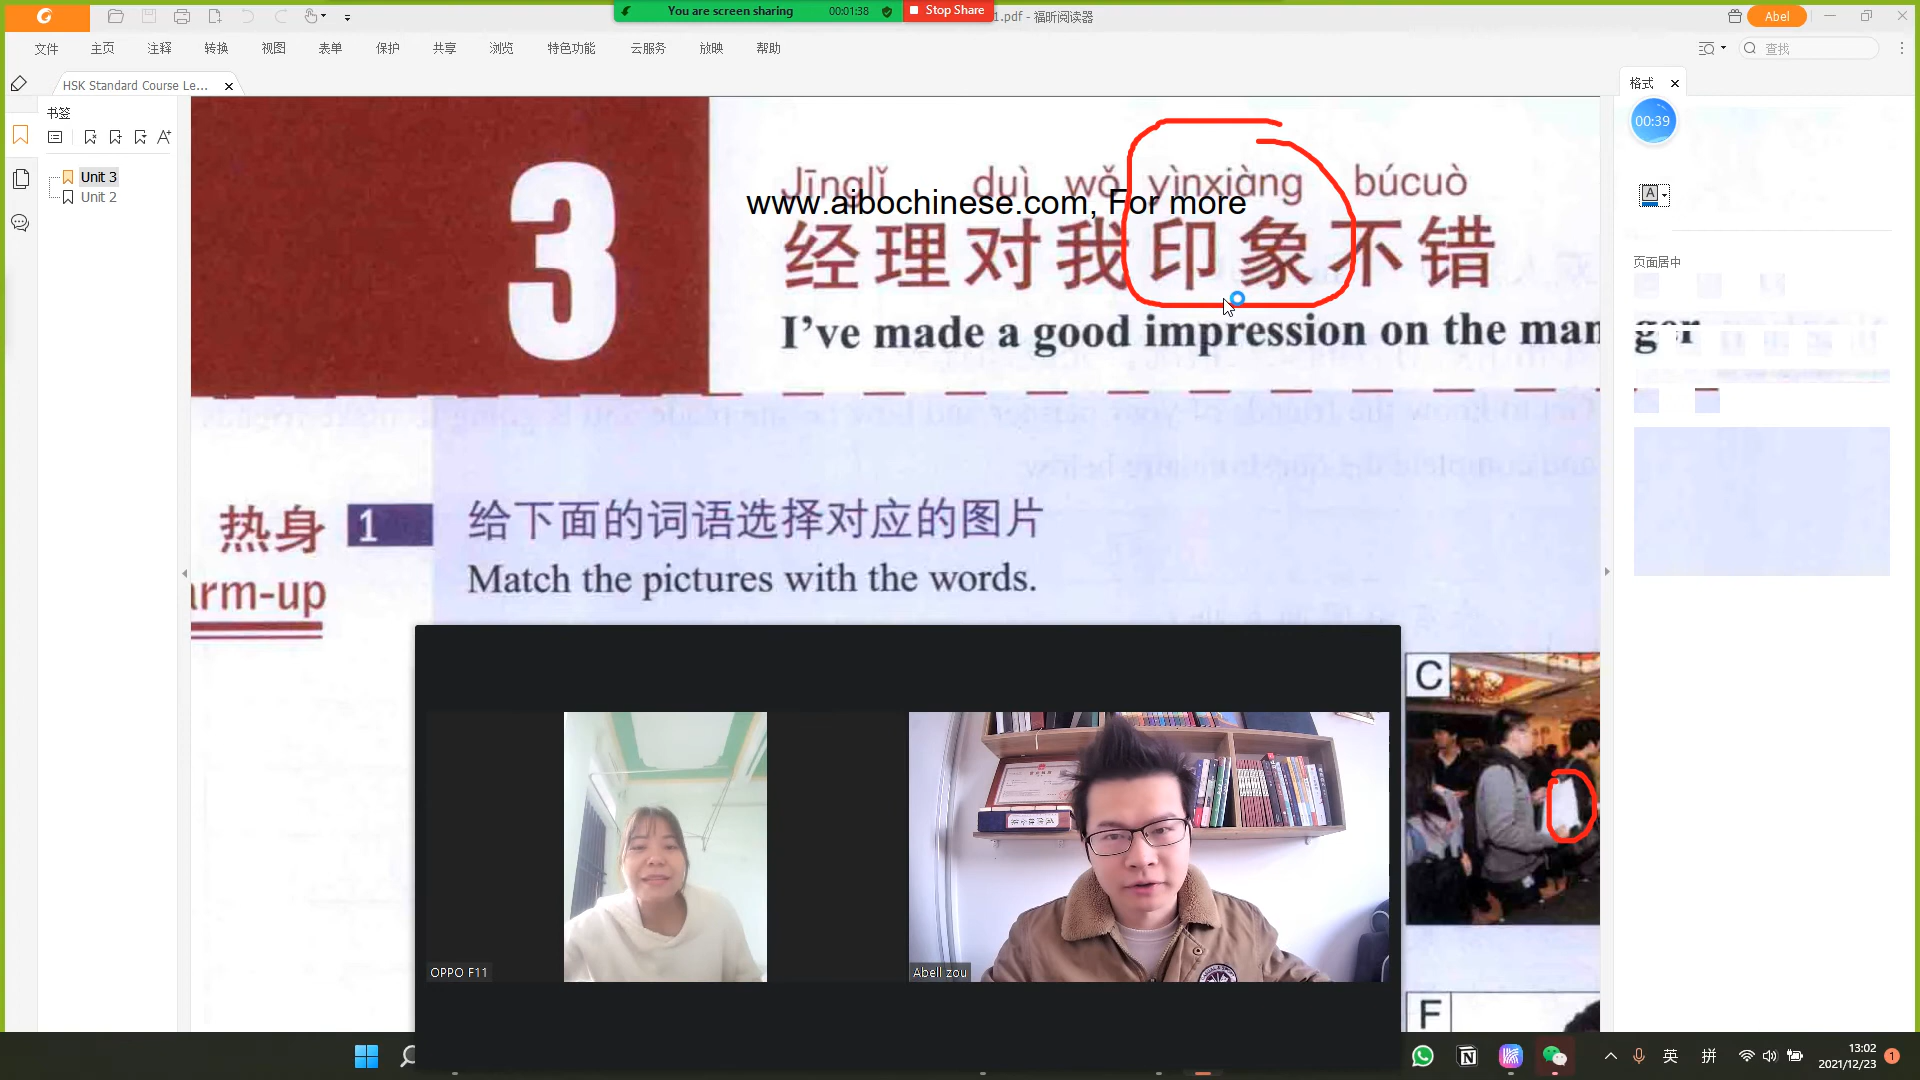 You are screen sharing
00:01:38
Stop Share
1.pdf - 福昕阅读器
Abel
文件 主页 注释 转换 视图 表单 保护 共享 浏览 特色功能 云服务 放映 帮助
查找
HSK Standard Course Le...
格式
书签
00:39
Unit 3
Unit 2
页面居中
3
Jīnglǐ duì wǒ yìnxiàng búcuò
www.aibochinese.com, For more
经理对我印象不错
I've made a good impression on the man
ger
热身
1
给下面的词语选择对应的图片
arm-up
Match the pictures with the words.
C
OPPO F11
Abell zou
F
英
拼
13:02
2021/12/23
1